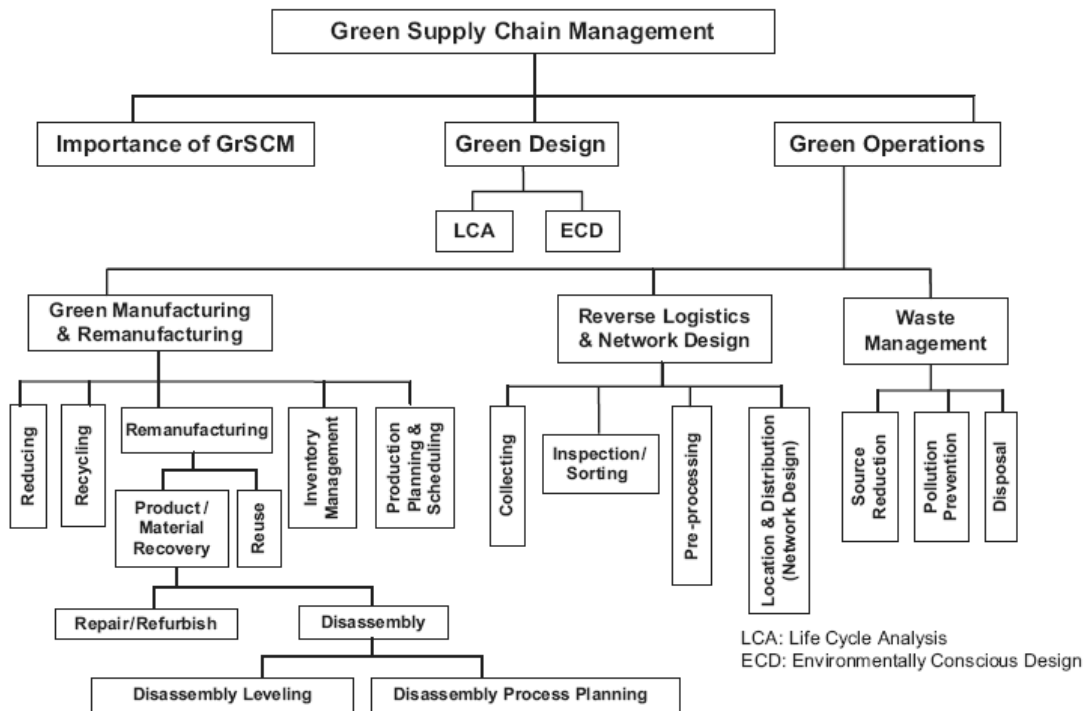 Green Supply Chain Management
Importance of GrSCM
Green Design
Green Operations
LCA
ECD
Green Manufacturing
& Remanufacturing
Reverse Logistics
& Network Design
Waste
Management
Reducing
Recycling
Remanufacturing
Inventory
Management
Production
Planning &
Scheduling
Product /
Material
Recovery
Reuse
Collecting
Inspection/
Sorting
Pre-processing
Location & Distribution
(Network Design)
Source
Reduction
Pollution
Prevention
Disposal
Repair/Refurbish
Disassembly
Disassembly Leveling
Disassembly Process Planning
LCA: Life Cycle Analysis
ECD: Environmentally Conscious Design